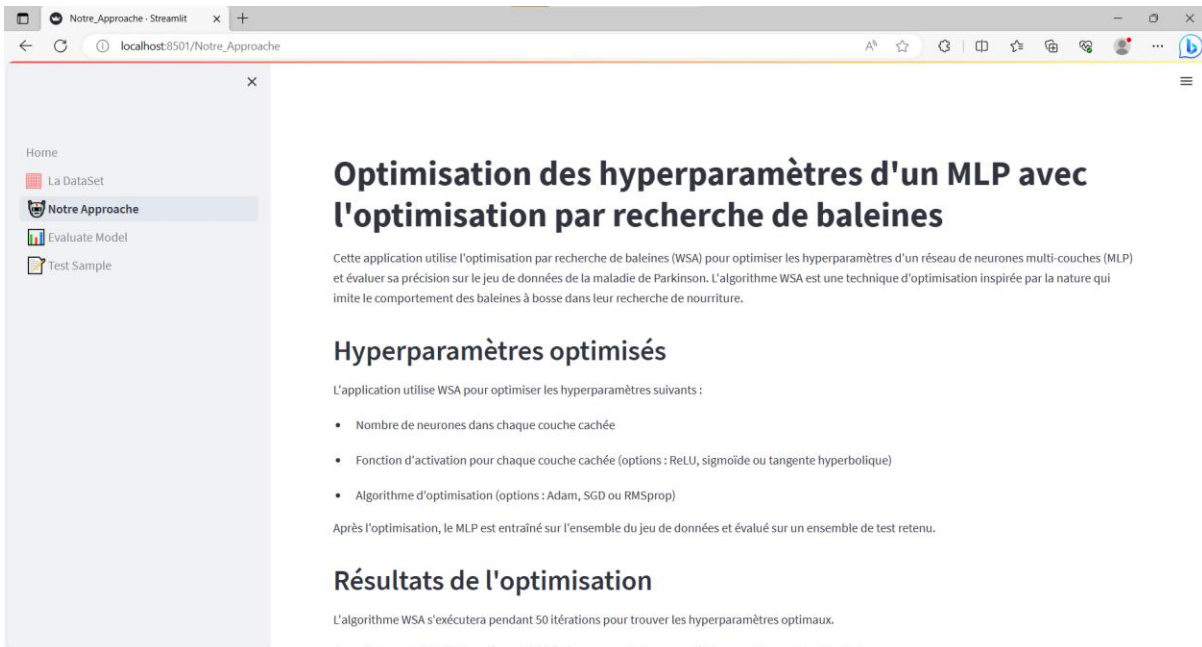 Notre_Approche · Streamlit
localhost:8501/Notre_Approche
Home
La DataSet
Notre Approache
Evaluate Model
Test Sample
Optimisation des hyperparamètres d'un MLP avec
l'optimisation par recherche de baleines
Cette application utilise l'optimisation par recherche de baleines (WSA) pour optimiser les hyperparamètres d'un réseau de neurones multi-couches (MLP)
et évaluer sa précision sur le jeu de données de la maladie de Parkinson. L'algorithme WSA est une technique d'optimisation inspirée par la nature qui
imite le comportement des baleines à bosse dans leur recherche de nourriture.
Hyperparamètres optimisés
L'application utilise WSA pour optimiser les hyperparamètres suivants :
• Nombre de neurones dans chaque couche cachée
• Fonction d'activation pour chaque couche cachée (options : ReLU, sigmoïde ou tangente hyperbolique)
• Algorithme d'optimisation (options : Adam, SGD ou RMSprop)
Après l'optimisation, le MLP est entraîné sur l'ensemble du jeu de données et évalué sur un ensemble de test retenu.
Résultats de l'optimisation
L'algorithme WSA s'exécutera pendant 50 itérations pour trouver les hyperparamètres optimaux.